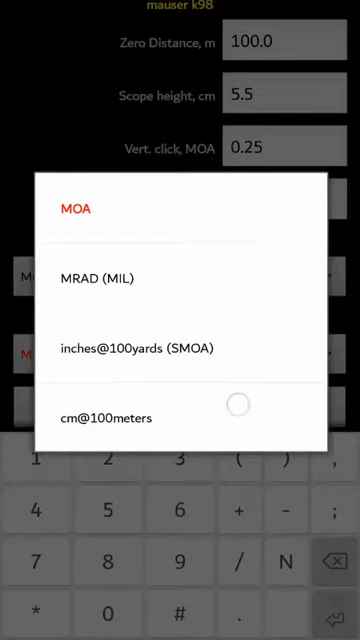 mauser k98
Zero Distance, m 100.0
Scope height, cm 5.5
Vert. click, MOA 0.25
MOA
MRAD (MIL)
inches@100yards (SMOA)
cm@100meters
1 2 3 ( ) ,
4 5 6 + - ;
7 8 9 / N
* 0 # .